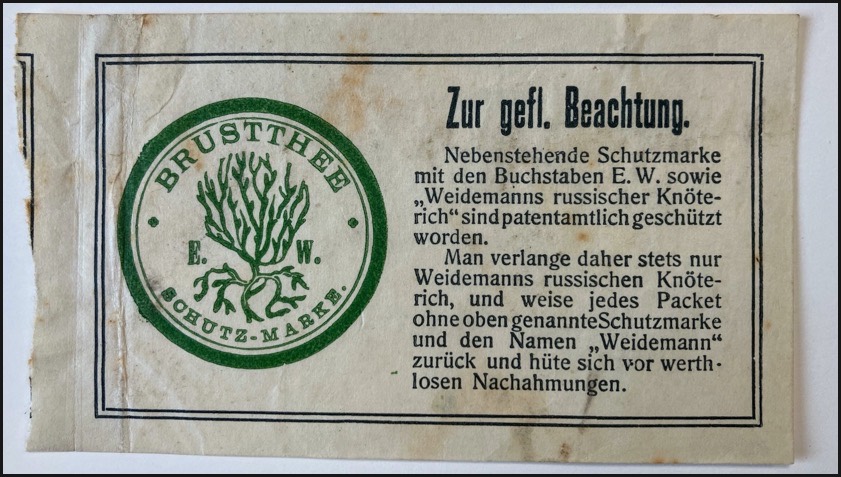 BRUSTTHEE
E. W.
SCHUTZ-MARKE.
Zur gefl. Beachtung.
Nebenstehende Schutzmarke
mit den Buchstaben E. W. sowie
„Weidemanns russischer Knöte-
rich“ sind patentamtlich geschützt
worden.
Man verlange daher stets nur
Weidemanns russischen Knöte-
rich, und weise jedes Packet
ohne oben genannte Schutzmarke
und den Namen „Weidemann“
zurück und hüte sich vor werth-
losen Nachahmungen.